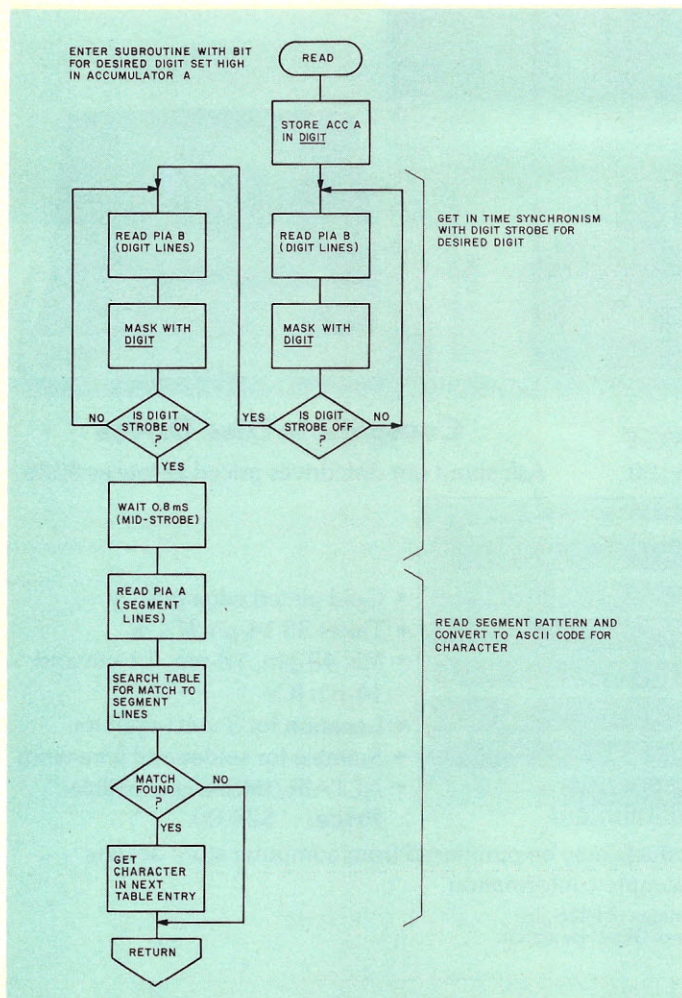 ENTER SUBROUTINE WITH BIT
FOR DESIRED DIGIT SET HIGH
IN ACCUMULATOR A
READ
STORE ACC A
IN DIGIT
READ PIA B
(DIGIT LINES)
MASK WITH
DIGIT
IS DIGIT
STROBE OFF
?
NO
YES
READ PIA B
(DIGIT LINES)
MASK WITH
DIGIT
IS DIGIT
STROBE ON
?
NO
YES
WAIT 0.8mS
(MID-STROBE)
GET IN TIME SYNCHRONISM
WITH DIGIT STROBE FOR
DESIRED DIGIT
READ PIA A
(SEGMENT
LINES)
SEARCH TABLE
FOR MATCH TO
SEGMENT
LINES
MATCH
FOUND
?
NO
YES
GET
CHARACTER
IN NEXT
TABLE ENTRY
RETURN
READ SEGMENT PATTERN AND
CONVERT TO ASCII CODE FOR
CHARACTER